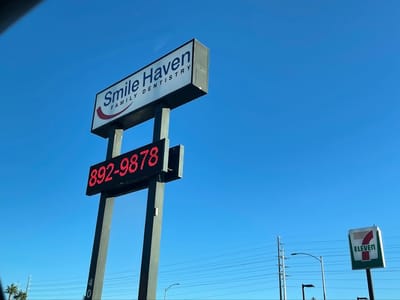 Smile Haven
FAMILY DENTISTRY
892-9878
7
ELEVEN